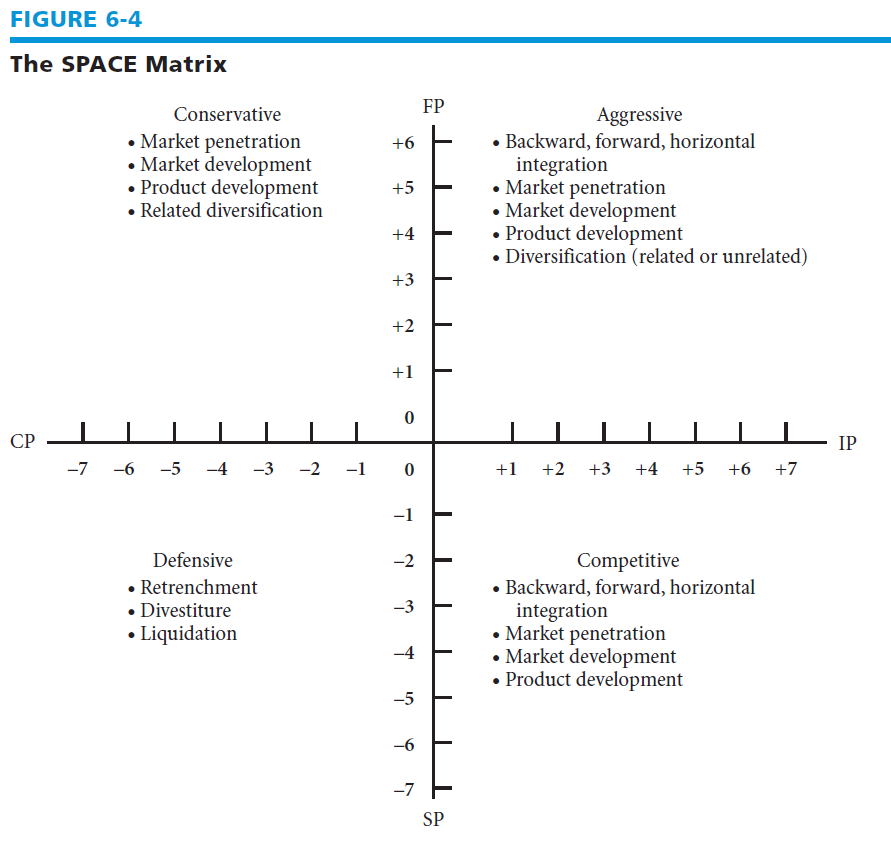 FIGURE 6-4
The SPACE Matrix
FP
Conservative
• Market penetration
• Market development
• Product development
• Related diversification
Aggressive
• Backward, forward, horizontal
integration
• Market penetration
• Market development
• Product development
• Diversification (related or unrelated)
+6
+5
+4
+3
+2
+1
0
CP
IP
–7 –6 –5 –4 –3 –2 –1 0 +1 +2 +3 +4 +5 +6 +7
–1
–2
–3
–4
–5
–6
–7
Defensive
• Retrenchment
• Divestiture
• Liquidation
Competitive
• Backward, forward, horizontal
integration
• Market penetration
• Market development
• Product development
SP